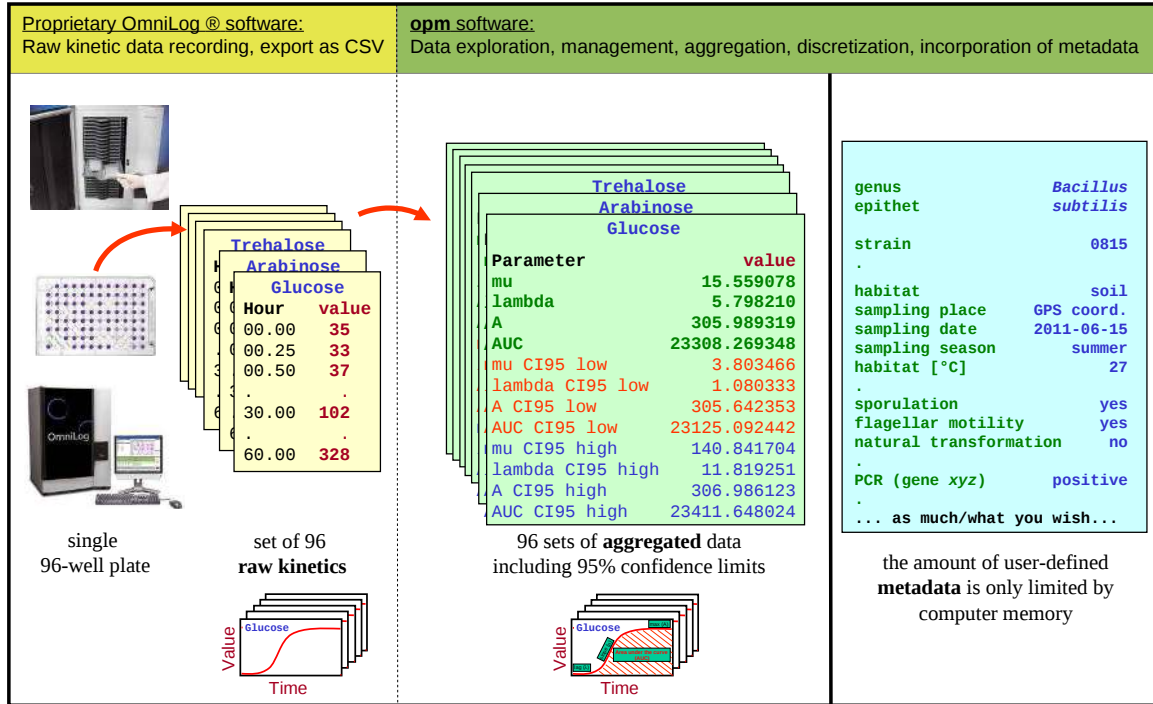 Proprietary OmniLog ® software:
Raw kinetic data recording, export as CSV
opm software:
Data exploration, management, aggregation, discretization, incorporation of metadata
OmniLog
single
96-well plate
Trehalose
Arabinose
Glucose
Hour value
00.00 35
00.25 33
00.50 37
. .
30.00 102
. .
60.00 328
set of 96
raw kinetics
Value
Glucose
Time
Trehalose
Arabinose
Glucose
Parameter value
mu 15.559078
lambda 5.798210
A 305.989319
AUC 23308.269348
mu CI95 low 3.803466
lambda CI95 low 1.080333
A CI95 low 305.642353
AUC CI95 low 23125.092442
mu CI95 high 140.841704
lambda CI95 high 11.819251
A CI95 high 306.986123
AUC CI95 high 23411.648024
96 sets of aggregated data
including 95% confidence limits
Value
Glucose
max (A)
Area under the curve
(AUC)
Time
genus Bacillus
epithet subtilis
strain 0815
.
habitat soil
sampling place GPS coord.
sampling date 2011-06-15
sampling season summer
habitat [°C] 27
.
sporulation yes
flagellar motility yes
natural transformation no
.
PCR (gene xyz) positive
.
... as much/what you wish...
the amount of user-defined
metadata is only limited by
computer memory